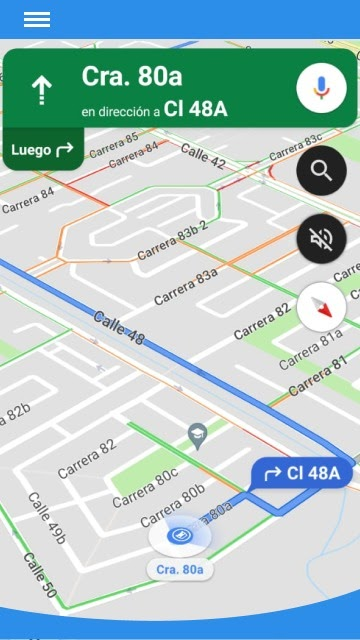 Cra. 80a
en dirección a Cl 48A
Luego
Carrera 85
Carrera 84
Calle 42
Carrera 83c
Carrera 84
Carrera 83b-2
Carrera 83a
Carrera 82
Carrera 81a
Carrera 81
Calle 48
82b
Carrera 82
Carrera 80c
Carrera 80b
80a
Cl 48A
Calle 49b
Calle 50
Cra. 80a